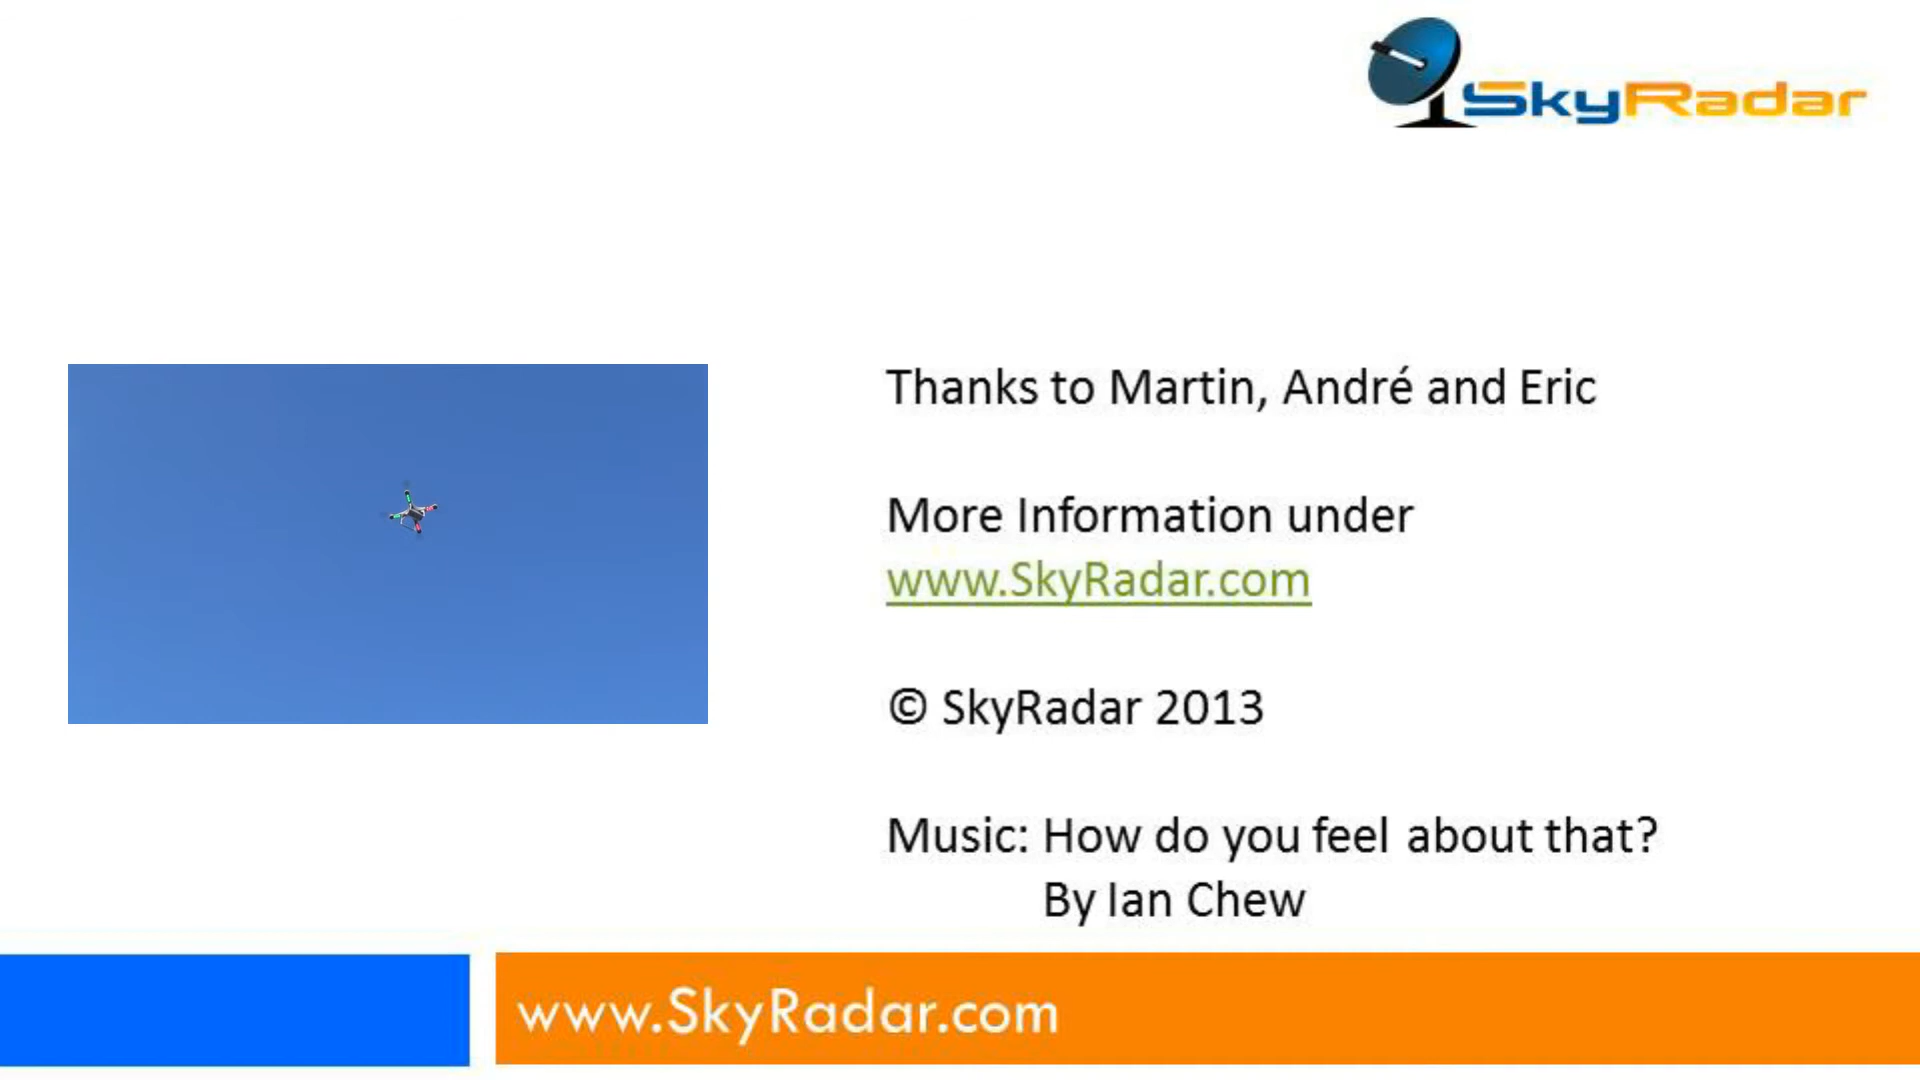 SkyRadar
Thanks to Martin, André and Eric
More Information under
www.SkyRadar.com
© SkyRadar 2013
Music: How do you feel about that?
By Ian Chew
www.SkyRadar.com